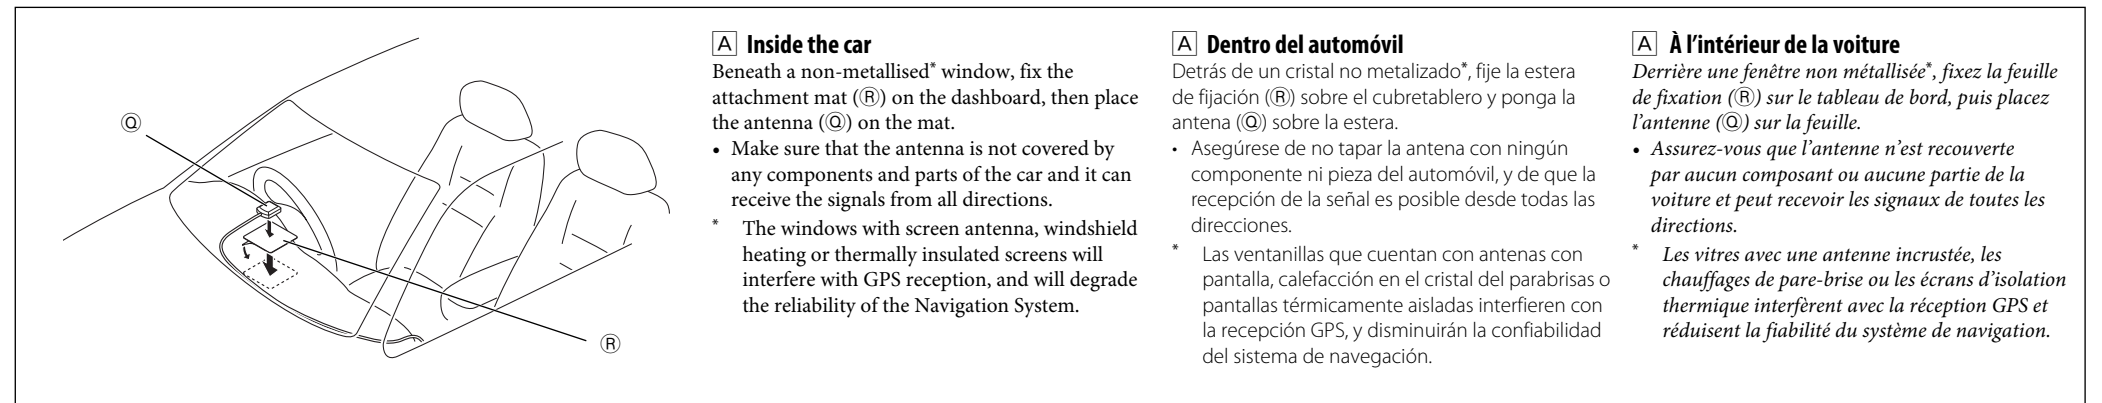 Ⓠ
Ⓡ
A Inside the car
Beneath a non-metallised* window, fix the
attachment mat (Ⓡ) on the dashboard, then place
the antenna (Ⓠ) on the mat.
• Make sure that the antenna is not covered by
any components and parts of the car and it can
receive the signals from all directions.
* The windows with screen antenna, windshield
heating or thermally insulated screens will
interfere with GPS reception, and will degrade
the reliability of the Navigation System.
A Dentro del automóvil
Detrás de un cristal no metalizado*, fije la estera
de fijación (Ⓡ) sobre el cubretablero y ponga la
antena (Ⓠ) sobre la estera.
• Asegúrese de no tapar la antena con ningún
componente ni pieza del automóvil, y de que la
recepción de la señal es posible desde todas las
direcciones.
* Las ventanillas que cuentan con antenas con
pantalla, calefacción en el cristal del parabrisas o
pantallas térmicamente aisladas interfieren con
la recepción GPS, y disminuirán la confiabilidad
del sistema de navegación.
A À l'intérieur de la voiture
Derrière une fenêtre non métallisée*, fixez la feuille
de fixation (Ⓡ) sur le tableau de bord, puis placez
l'antenne (Ⓠ) sur la feuille.
• Assurez-vous que l'antenne n'est recouverte
par aucun composant ou aucune partie de la
voiture et peut recevoir les signaux de toutes les
directions.
* Les vitres avec une antenne incrustée, les
chauffages de pare-brise ou les écrans d'isolation
thermique interfèrent avec la réception GPS et
réduisent la fiabilité du système de navigation.